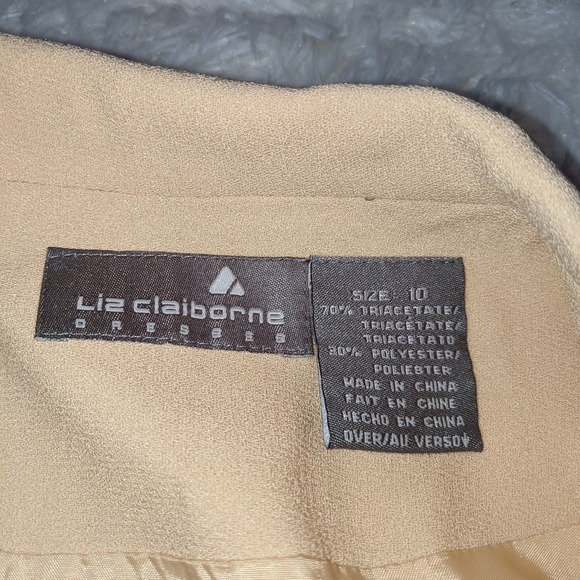 Liz claiborne
DRESSES
SIZE: 10
70% TRIACETATE/
TRIACETATE/
TRIACETATO
30% POLYESTER/
POLIESTER
MADE IN CHINA
FAIT EN CHINE
HECHO EN CHINA
OVER/AU VERSO↓